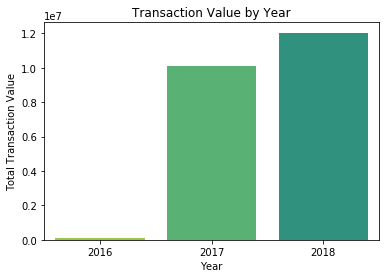 Transaction Value by Year
1e7
1.2
1.0
0.8
0.6
0.4
0.2
0.0
Total Transaction Value
2016 2017 2018
Year